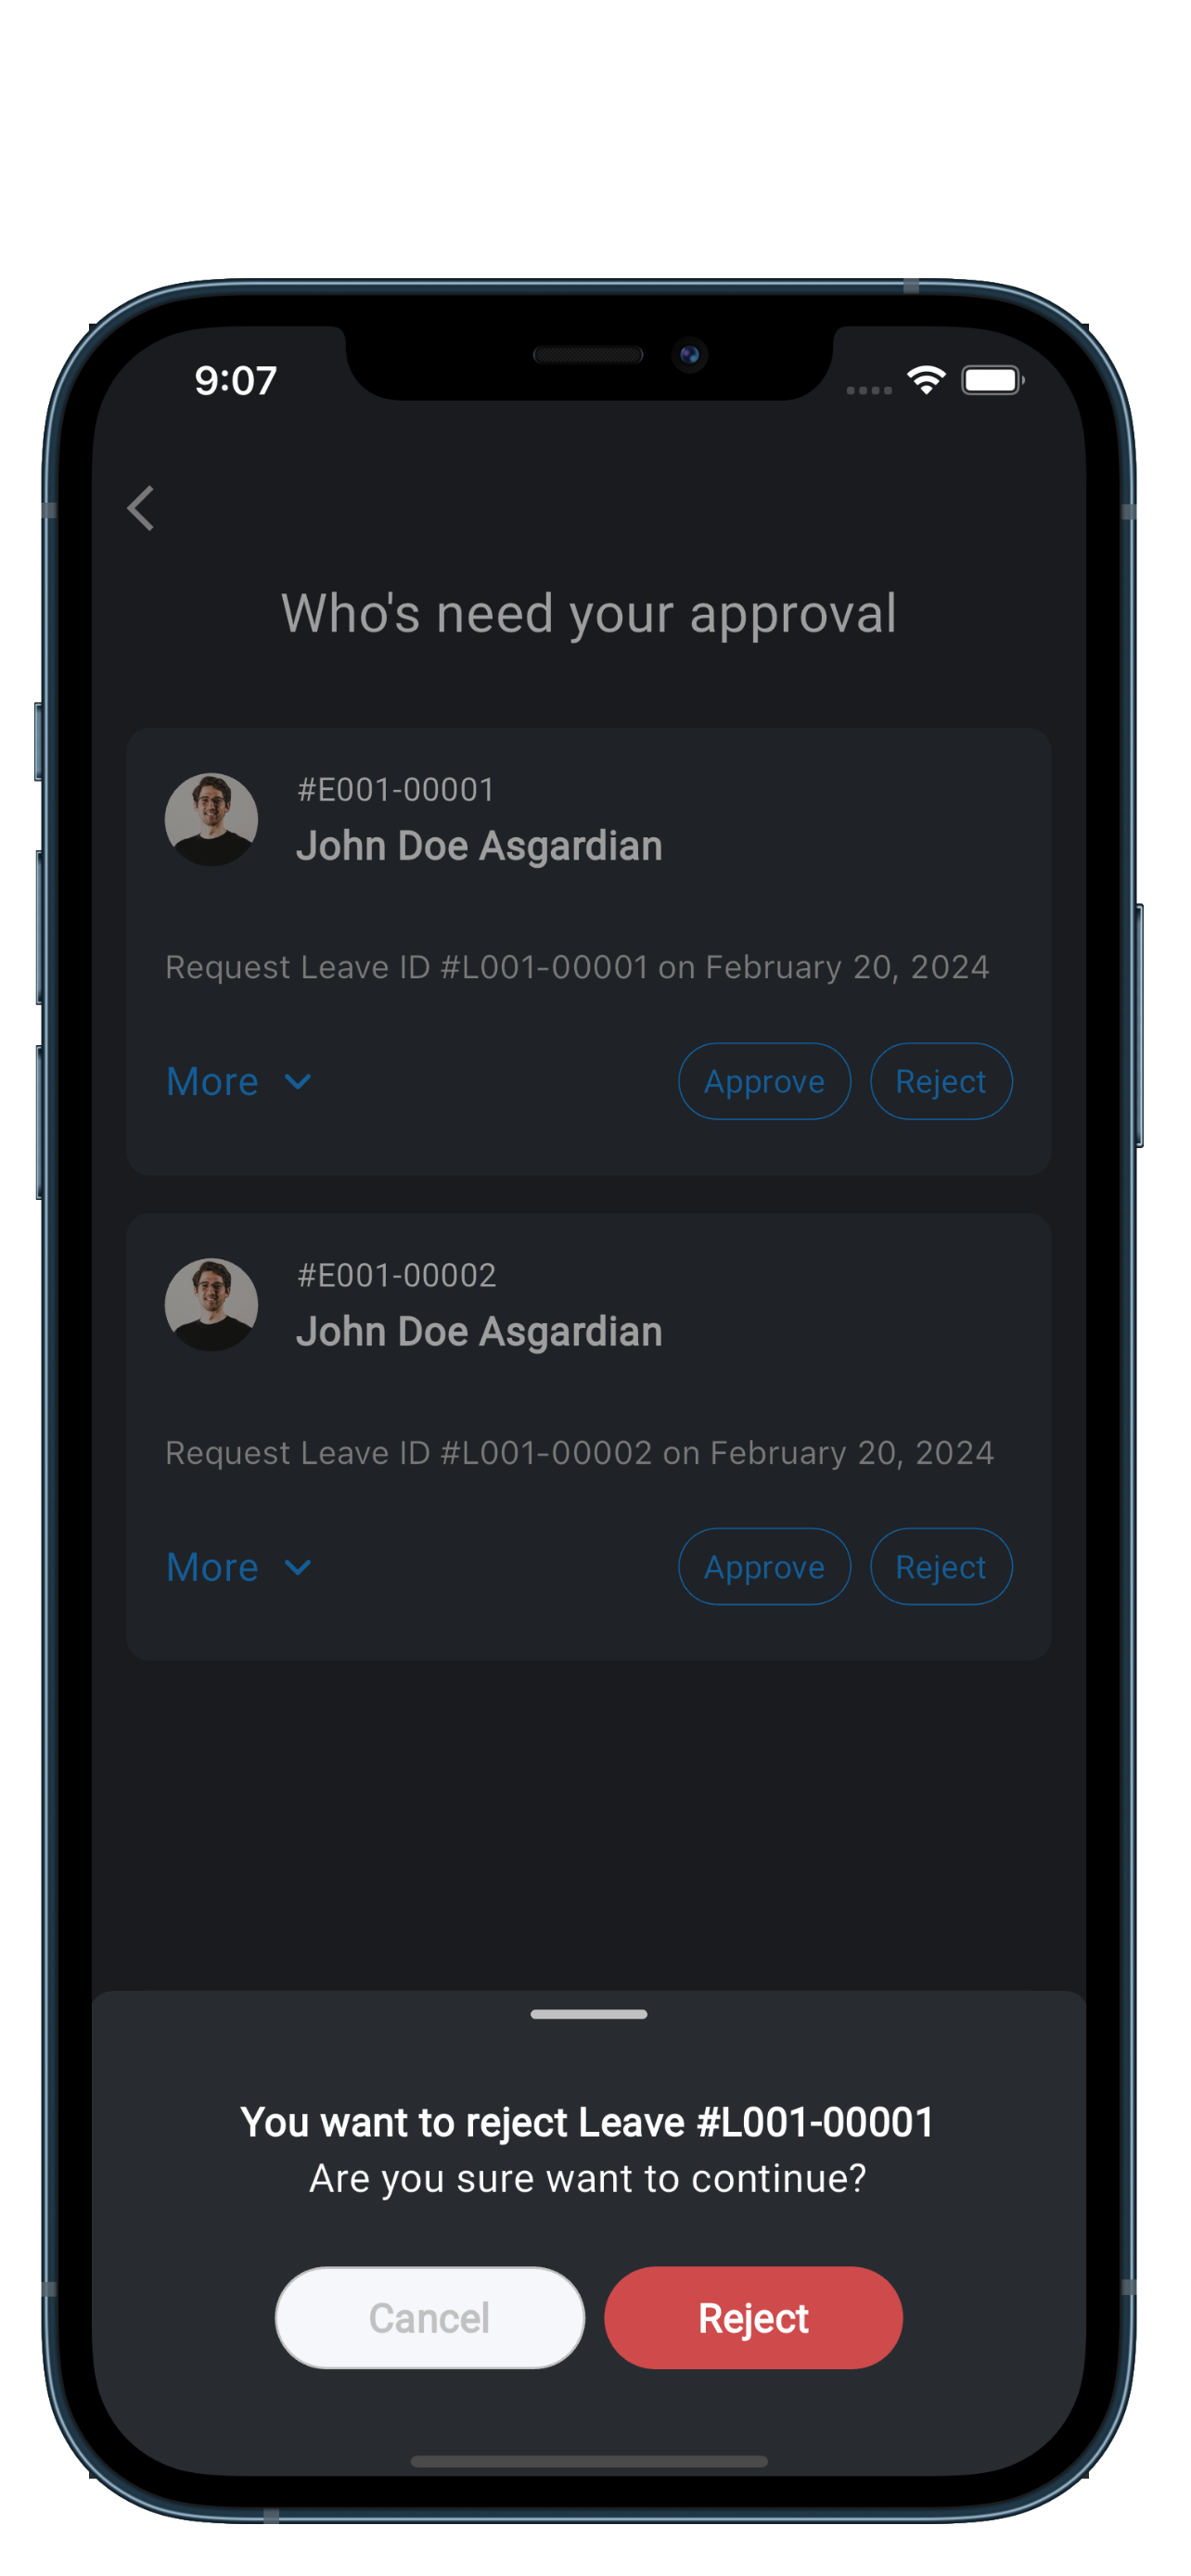 9:07
Who's need your approval
#E001-00001
John Doe Asgardian
Request Leave ID #L001-00001 on February 20, 2024
More Approve Reject
#E001-00002
John Doe Asgardian
Request Leave ID #L001-00002 on February 20, 2024
More Approve Reject
You want to reject Leave #L001-00001
Are you sure want to continue?
Cancel Reject